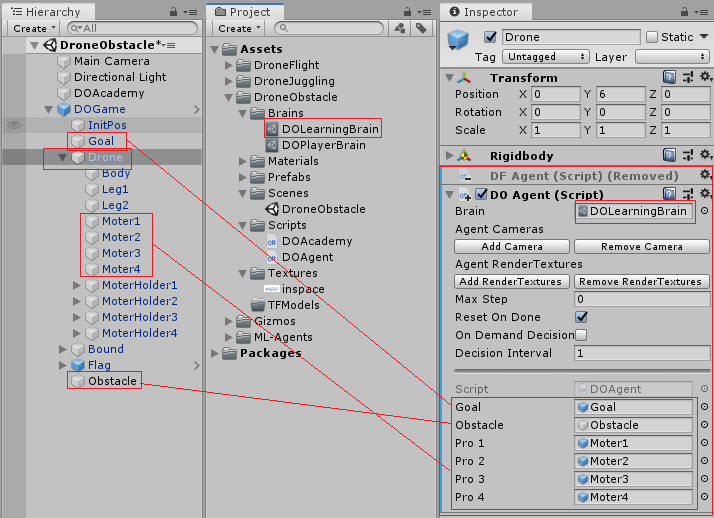 Hierarchy
Create
All
DroneObstacle*
Main Camera
Directional Light
DOAcademy
DOGame
InitPos
Goal
Drone
Body
Leg1
Leg2
Moter1
Moter2
Moter3
Moter4
MoterHolder1
MoterHolder2
MoterHolder3
MoterHolder4
Bound
Flag
Obstacle
Project
Create
Assets
DroneFlight
DroneJuggling
DroneObstacle
Brains
DOLearningBrain
DOPlayerBrain
Materials
Prefabs
Scenes
DroneObstacle
Scripts
DOAcademy
DOAgent
Textures
inspace
TFModels
Gizmos
ML-Agents
Packages
Inspector
Drone Static
Tag Untagged Layer
Transform
Position X 0 Y 6 Z 0
Rotation X 0 Y 0 Z 0
Scale X 1 Y 1 Z 1
Rigidbody
DF Agent (Script) (Removed)
DO Agent (Script)
Brain DOLearningBrain
Agent Cameras
Add Camera Remove Camera
Agent RenderTextures
Add RenderTextures Remove RenderTextures
Max Step 0
Reset On Done
On Demand Decision
Decision Interval 1
Script DOAgent
Goal Goal
Obstacle Obstacle
Pro 1 Moter1
Pro 2 Moter2
Pro 3 Moter3
Pro 4 Moter4